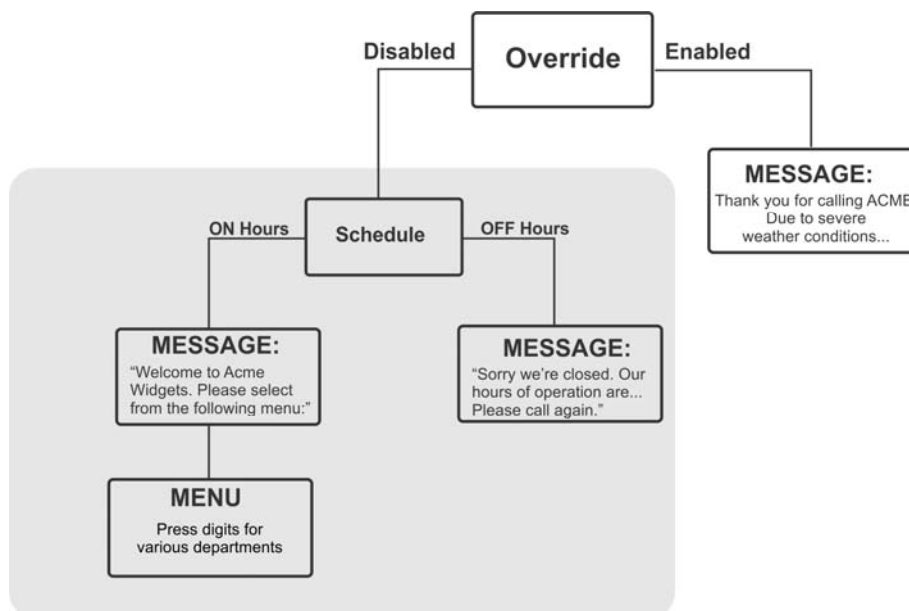 Override
Disabled
Enabled
MESSAGE:
Thank you for calling ACME
Due to severe
weather conditions...
Schedule
ON Hours
OFF Hours
MESSAGE:
“Welcome to Acme
Widgets. Please select
from the following menu:”
MESSAGE:
“Sorry we’re closed. Our
hours of operation are...
Please call again.”
MENU
Press digits for
various departments